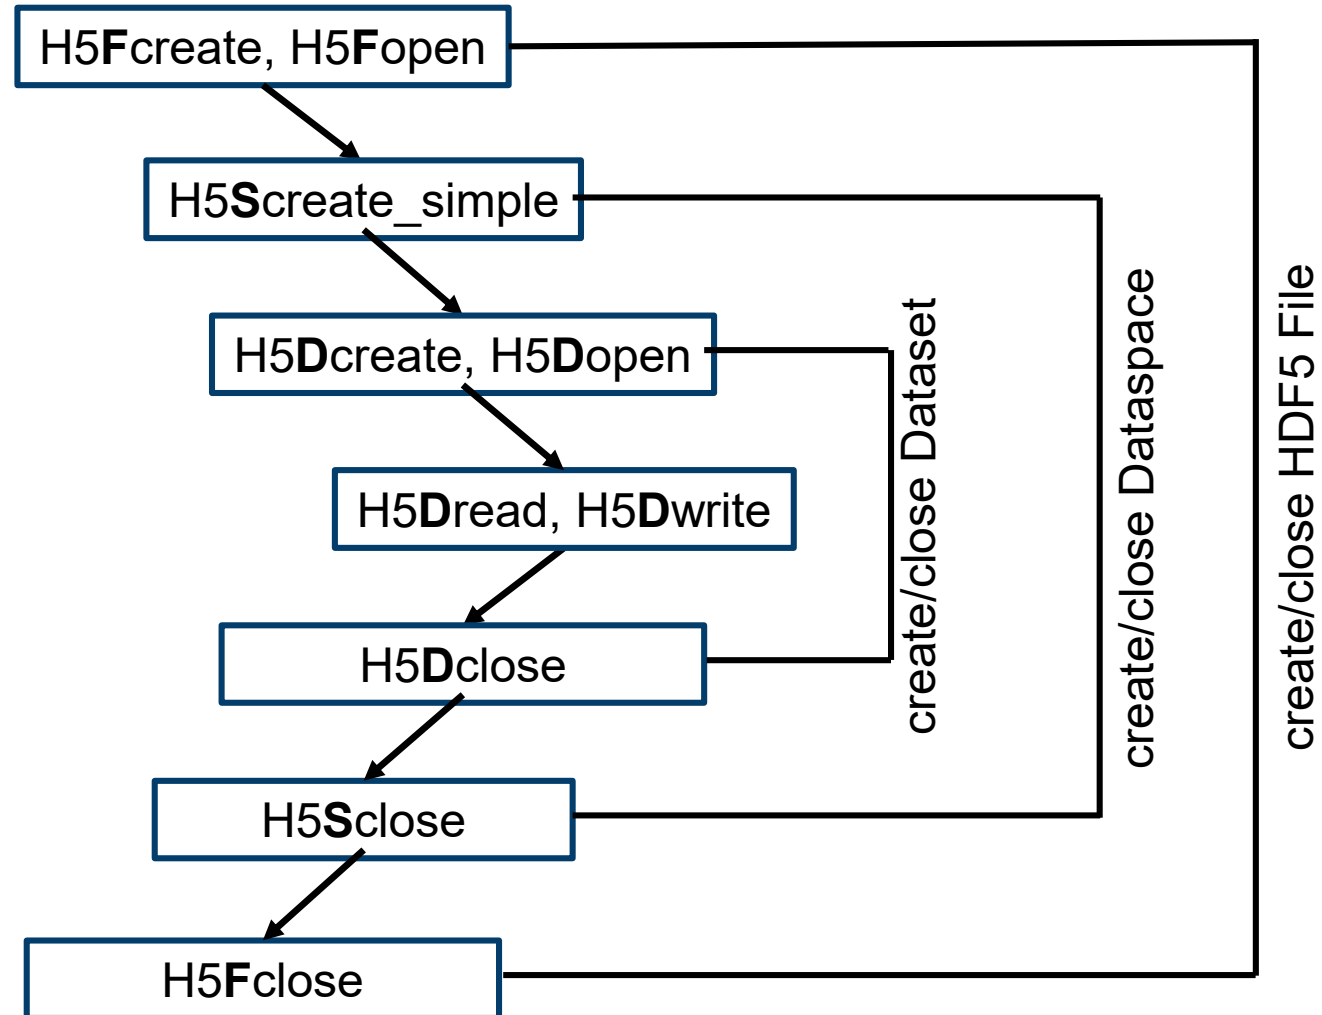 H5Fcreate, H5Fopen
H5Screate_simple
H5Dcreate, H5Dopen
H5Dread, H5Dwrite
H5Dclose
H5Sclose
H5Fclose
create/close Dataset
create/close Dataspace
create/close HDF5 File